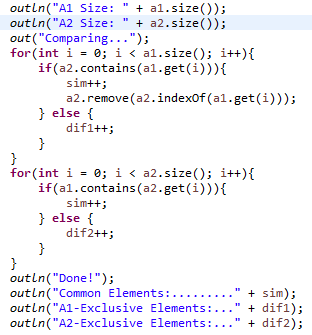 outln("A1 Size: " + a1.size());
outln("A2 Size: " + a2.size());
out("Comparing...");
for(int i = 0; i < a1.size(); i++){
    if(a2.contains(a1.get(i))){
        sim++;
        a2.remove(a2.indexOf(a1.get(i)));
    } else {
        dif1++;
    }
}
for(int i = 0; i < a2.size(); i++){
    if(a1.contains(a2.get(i))){
        sim++;
    } else {
        dif2++;
    }
}
outln("Done!");
outln("Common Elements:........." + sim);
outln("A1-Exclusive Elements:..." + dif1);
outln("A2-Exclusive Elements:..." + dif2);